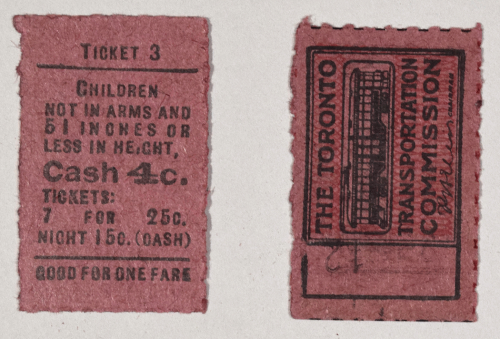 TICKET 3
CHILDREN
NOT IN ARMS AND
51 INCHES OR
LESS IN HEIGHT,
Cash 4c.
TICKETS:
7 FOR 25C.
NIGHT 15C. (CASH)
GOOD FOR ONE FARE
THE TORONTO
TRANSPORTATION
COMMISSION